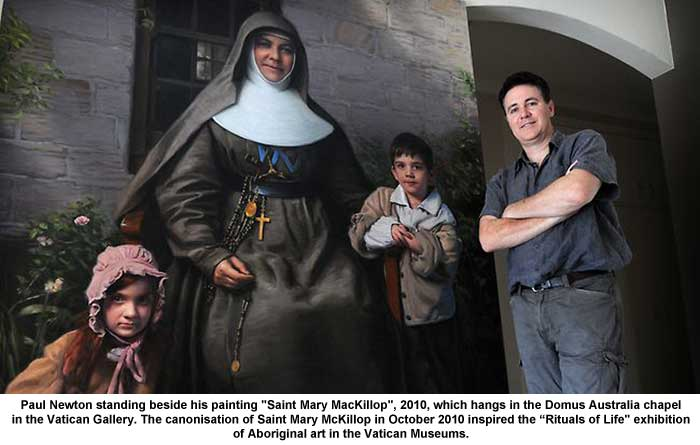 Paul Newton standing beside his painting "Saint Mary MacKillop", 2010, which hangs in the Domus Australia chapel
in the Vatican Gallery. The canonisation of Saint Mary McKillop in October 2010 inspired the “Rituals of Life" exhibition
of Aboriginal art in the Vatican Museums.